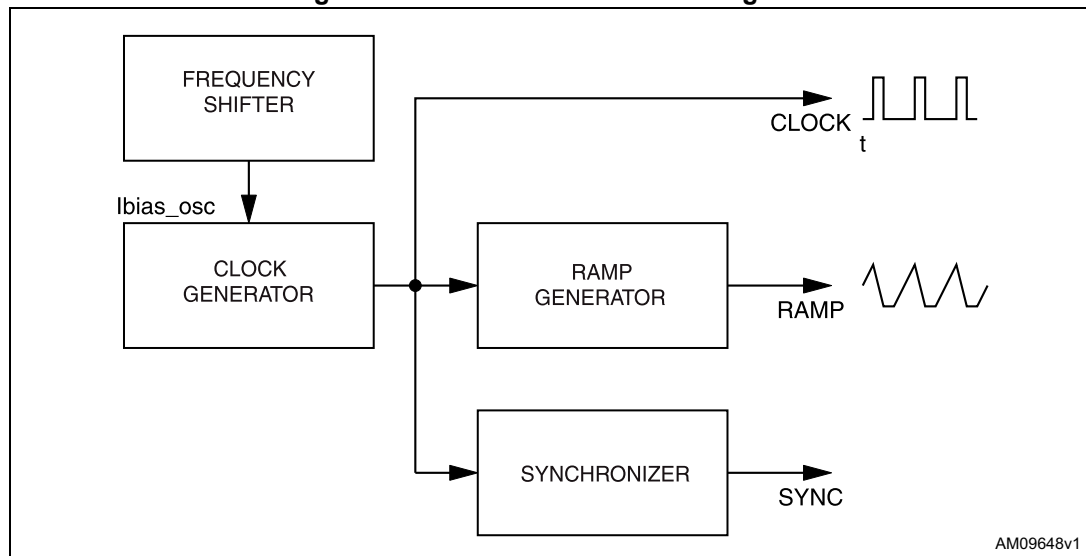 FREQUENCY
SHIFTER
CLOCK
t
Ibias_osc
CLOCK
GENERATOR
RAMP
GENERATOR
RAMP
SYNCHRONIZER
SYNC
AM09648v1